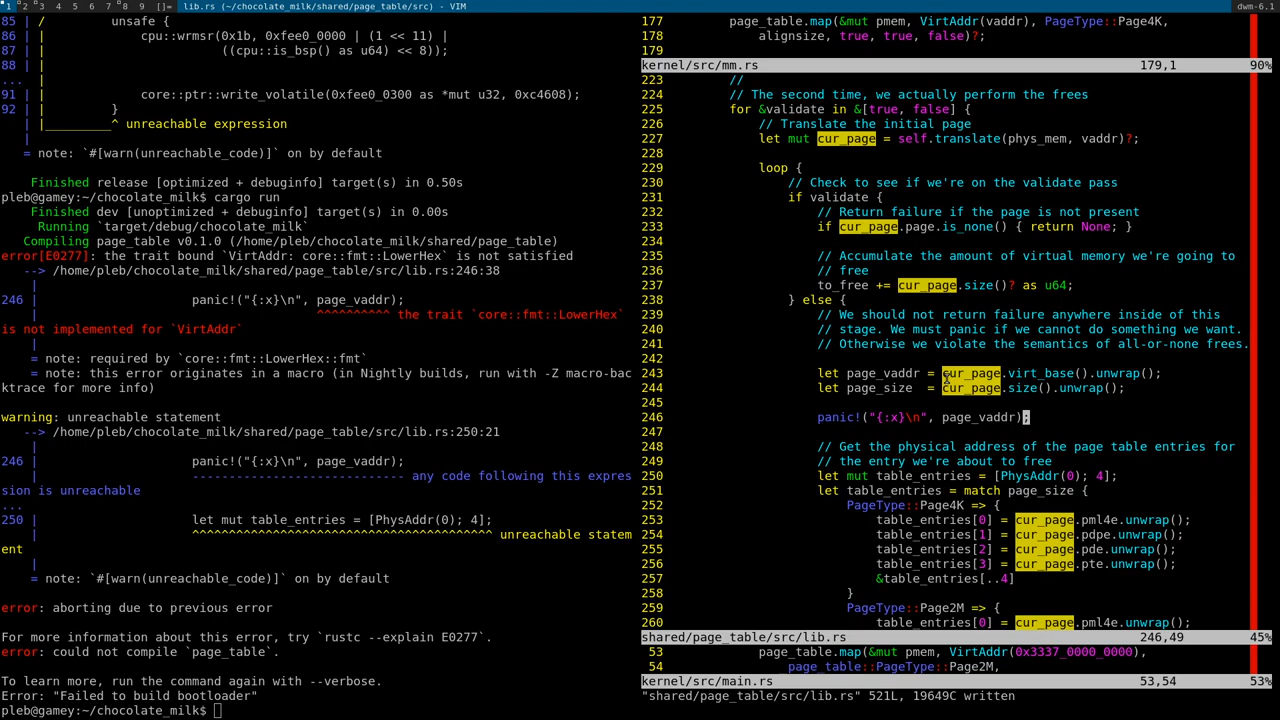 1 2 3 4 5 6 7 8 9 []= lib.rs (~/chocolate_milk/shared/page_table/src) - VIM dwm-6.1
85 | /         unsafe {
86 | |             cpu::wrmsr(0x1b, 0xfee0_0000 | (1 << 11) |
87 | |                        ((cpu::is_bsp() as u64) << 8));
88 | |
... |
91 | |             core::ptr::write_volatile(0xfee0_0300 as *mut u32, 0xc4608);
92 | |         }
   | |_________^ unreachable expression
   |
   = note: `#[warn(unreachable_code)]` on by default
    Finished release [optimized + debuginfo] target(s) in 0.50s
pleb@gamey:~/chocolate_milk$ cargo run
    Finished dev [unoptimized + debuginfo] target(s) in 0.00s
     Running `target/debug/chocolate_milk`
   Compiling page_table v0.1.0 (/home/pleb/chocolate_milk/shared/page_table)
error[E0277]: the trait bound `VirtAddr: core::fmt::LowerHex` is not satisfied
   --> /home/pleb/chocolate_milk/shared/page_table/src/lib.rs:246:38
    |
246 |                     panic!("{:x}\n", page_vaddr);
    |                                      ^^^^^^^^^^ the trait `core::fmt::LowerHex`
is not implemented for `VirtAddr`
    |
    = note: required by `core::fmt::LowerHex::fmt`
    = note: this error originates in a macro (in Nightly builds, run with -Z macro-bac
ktrace for more info)
warning: unreachable statement
   --> /home/pleb/chocolate_milk/shared/page_table/src/lib.rs:250:21
    |
246 |                     panic!("{:x}\n", page_vaddr);
    |                     ----------------------------- any code following this expres
sion is unreachable
...
250 |                     let mut table_entries = [PhysAddr(0); 4];
    |                     ^^^^^^^^^^^^^^^^^^^^^^^^^^^^^^^^^^^^^^^^^ unreachable statem
ent
    |
    = note: `#[warn(unreachable_code)]` on by default
error: aborting due to previous error
For more information about this error, try `rustc --explain E0277`.
error: could not compile `page_table`.
To learn more, run the command again with --verbose.
Error: "Failed to build bootloader"
pleb@gamey:~/chocolate_milk$
177         page_table.map(&mut pmem, VirtAddr(vaddr), PageType::Page4K,
178             alignsize, true, true, false)?;
179
kernel/src/mm.rs 179,1 90%
223         //
224         // The second time, we actually perform the frees
225         for &validate in &[true, false] {
226             // Translate the initial page
227             let mut cur_page = self.translate(phys_mem, vaddr)?;
228
229             loop {
230                 // Check to see if we're on the validate pass
231                 if validate {
232                     // Return failure if the page is not present
233                     if cur_page.page.is_none() { return None; }
234
235                     // Accumulate the amount of virtual memory we're going to
236                     // free
237                     to_free += cur_page.size()? as u64;
238                 } else {
239                     // We should not return failure anywhere inside of this
240                     // stage. We must panic if we cannot do something we want.
241                     // Otherwise we violate the semantics of all-or-none frees.
242
243                     let page_vaddr = cur_page.virt_base().unwrap();
244                     let page_size  = cur_page.size().unwrap();
245
246                     panic!("{:x}\n", page_vaddr);
247
248                     // Get the physical address of the page table entries for
249                     // the entry we're about to free
250                     let mut table_entries = [PhysAddr(0); 4];
251                     let table_entries = match page_size {
252                         PageType::Page4K => {
253                             table_entries[0] = cur_page.pml4e.unwrap();
254                             table_entries[1] = cur_page.pdpe.unwrap();
255                             table_entries[2] = cur_page.pde.unwrap();
256                             table_entries[3] = cur_page.pte.unwrap();
257                             &table_entries[..4]
258                         }
259                         PageType::Page2M => {
260                             table_entries[0] = cur_page.pml4e.unwrap();
shared/page_table/src/lib.rs 246,49 45%
53             page_table.map(&mut pmem, VirtAddr(0x3337_0000_0000),
54                 page_table::PageType::Page2M,
kernel/src/main.rs 53,54 53%
"shared/page_table/src/lib.rs" 521L, 19649C written